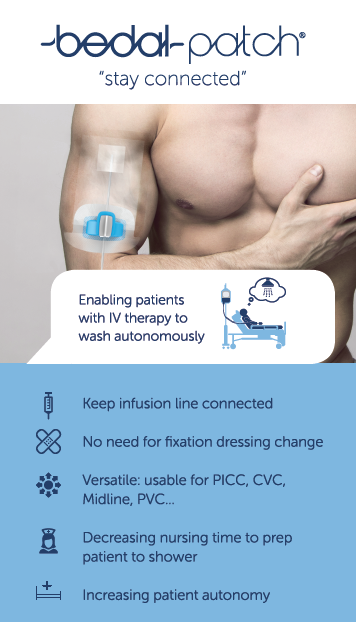 bedal-patch®
“stay connected”
Enabling patients
with IV therapy to
wash autonomously
Keep infusion line connected
No need for fixation dressing change
Versatile: usable for PICC, CVC,
Midline, PVC...
Decreasing nursing time to prep
patient to shower
Increasing patient autonomy